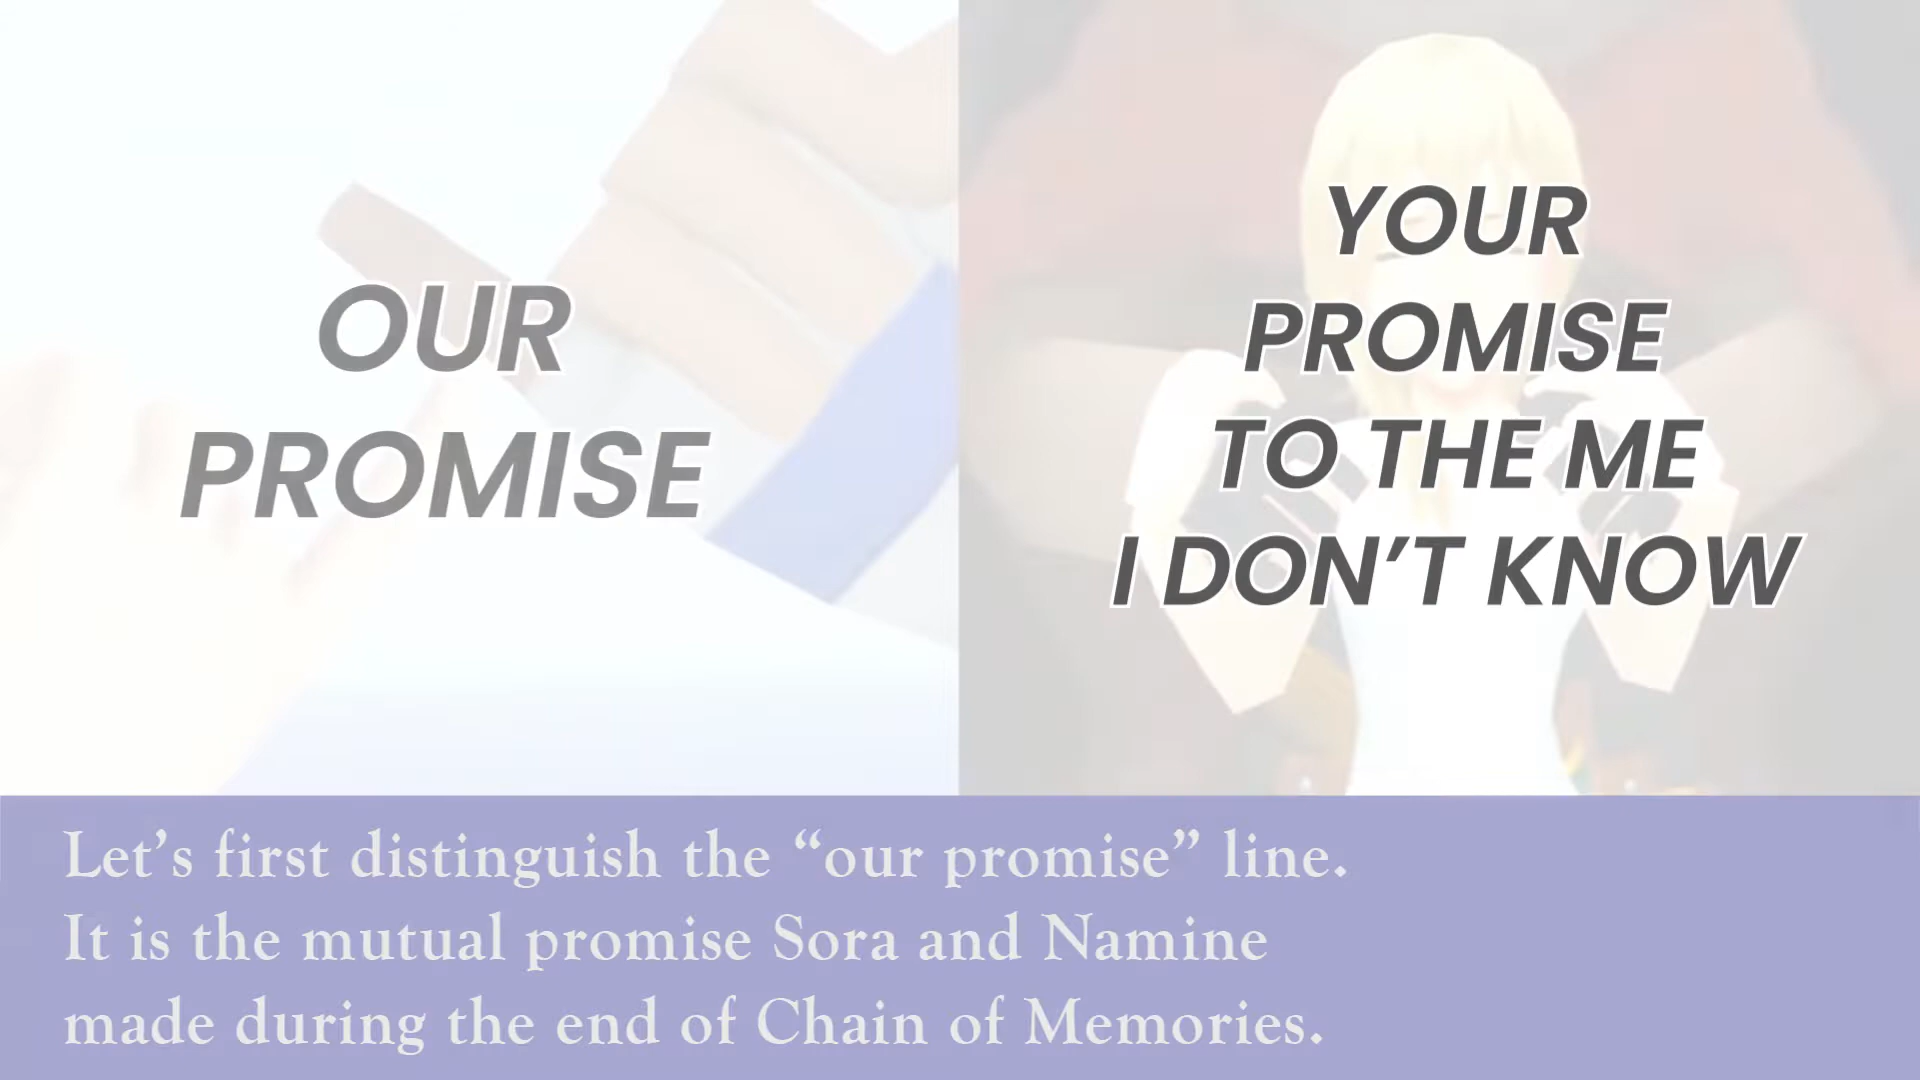 OUR
PROMISE
YOUR
PROMISE
TO THE ME
I DON’T KNOW
Let’s first distinguish the “our promise” line.
It is the mutual promise Sora and Namine
made during the end of Chain of Memories.